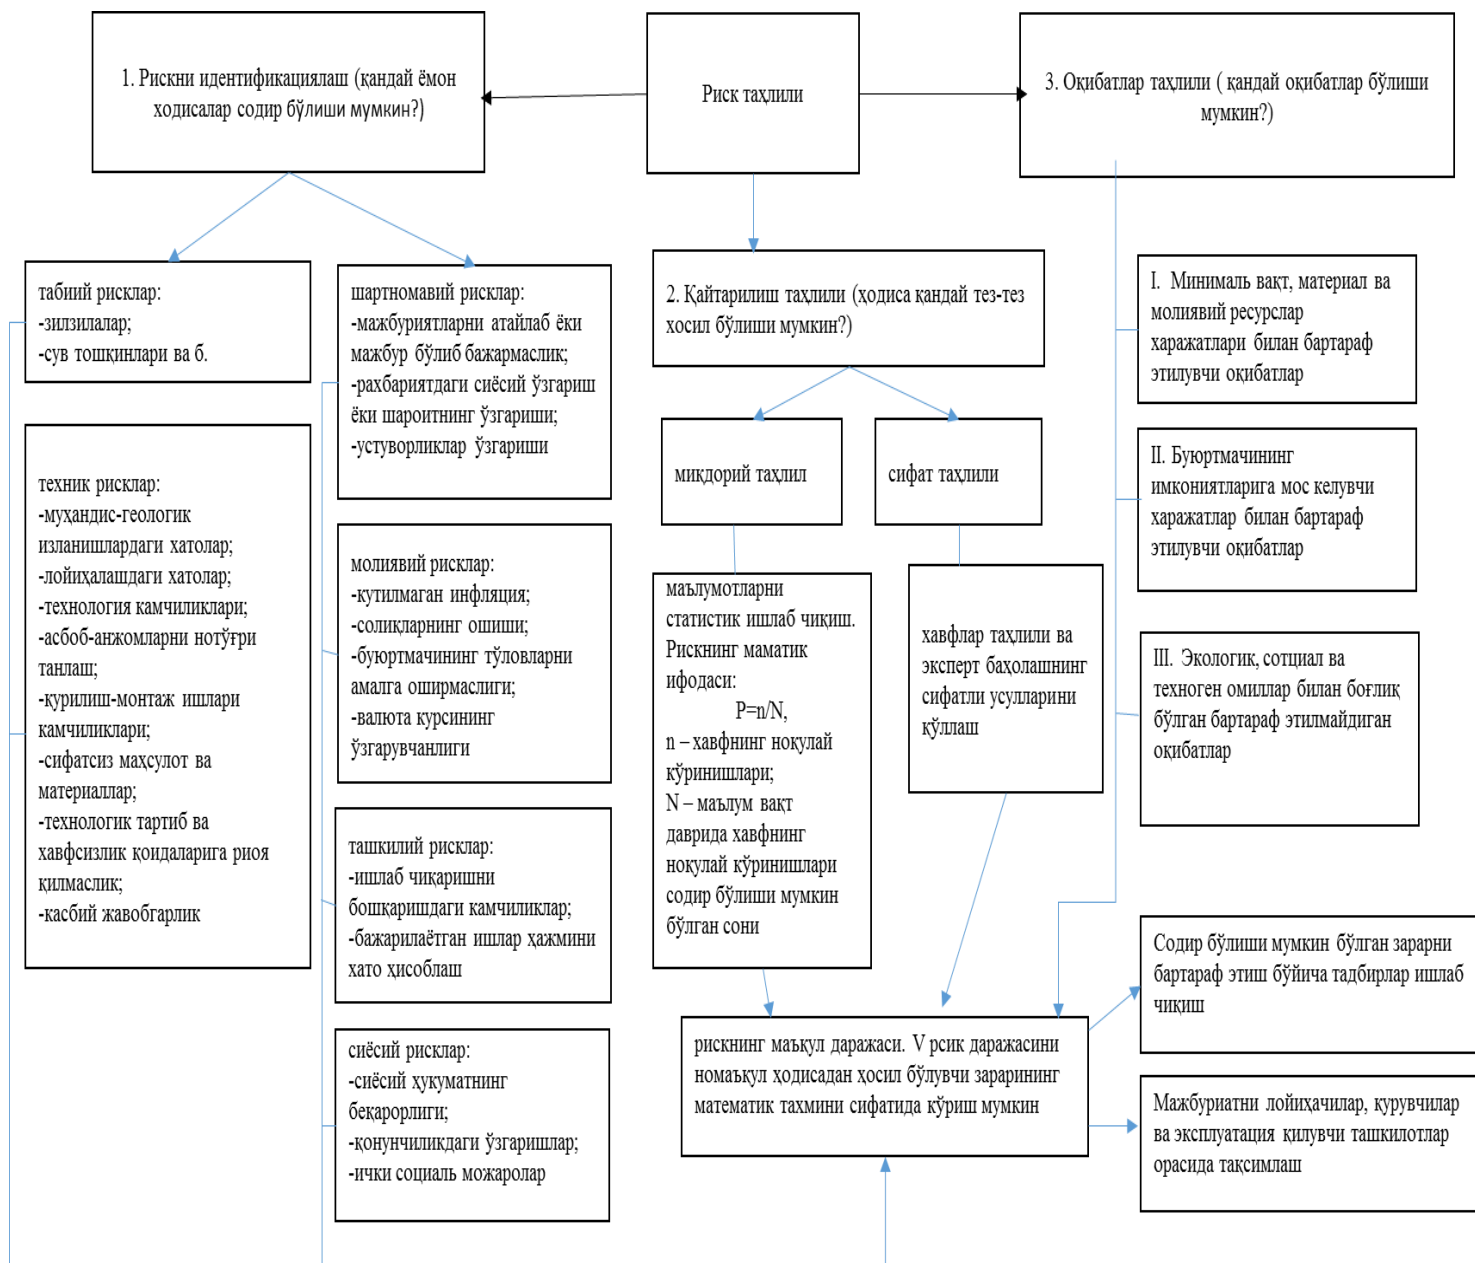 1. Рискни идентификациялаш (қандай ёмон
ходисалар содир бўлиши мумкин?)
Риск таҳлили
3. Оқибатлар таҳлили ( қандай оқибатлар бўлиши
мумкин?)
табиий рисклар:
-зилзилалар;
-сув тошқинлари ва б.
техник рисклар:
-муҳандис-геологик
изланишлардаги хатолар;
-лойиҳалашдаги хатолар;
-технология камчиликлари;
-асбоб-анжомларни нотўғри
танлаш;
-қурилиш-монтаж ишлари
камчиликлари;
-сифатсиз маҳсулот ва
материаллар;
-технологик тартиб ва
хавфсизлик қоидаларига риоя
қилмаслик;
-касбий жавобгарлик
шартномавий рисклар:
-мажбуриятларни атайлаб ёки
мажбур бўлиб бажармаслик;
-рахбариятдаги сиёсий ўзгариш
ёки шароитнинг ўзгариши;
-устуворликлар ўзгариши
молиявий рисклар:
-кутилмаган инфляция;
-солиқларнинг ошиши;
-буюртмачининг тўловларни
амалга оширмаслиги;
-валюта курсининг
ўзгарувчанлиги
ташкилий рисклар:
-ишлаб чиқаришни
бошқаришдаги камчиликлар;
-бажарилаётган ишлар ҳажмини
хато ҳисоблаш
сиёсий рисклар:
-сиёсий ҳукуматнинг
беқарорлиги;
-қонунчиликдаги ўзгаришлар;
-ички социаль можаролар
2. Қайтарилиш таҳлили (ҳодиса қандай тез-тез
хосил бўлиши мумкин?)
миқдорий таҳлил
сифат таҳлили
маълумотларни
статистик ишлаб чиқиш.
Рискнинг маматик
ифодаси:
P=n/N,
n – хавфнинг ноқулай
кўринишлари;
N – маълум вақт
даврида хавфнинг
ноқулай кўринишлари
содир бўлиши мумкин
бўлган сони
хавфлар таҳлили ва
эксперт баҳолашнинг
сифатли усулларини
қўллаш
рискнинг маъқул даражаси. V рсик даражасини
номаъқул ҳодисадан ҳосил бўлувчи зарарининг
математик тахмини сифатида кўриш мумкин
I. Минималь вақт, материал ва
молиявий ресурслар
харажатлари билан бартараф
этилувчи оқибатлар
II. Буюртмачининг
имкониятларига мос келувчи
харажатлар билан бартараф
этилувчи оқибатлар
III. Экологик, сотциал ва
техноген омиллар билан боғлиқ
бўлган бартараф этилмайдиган
оқибатлар
Содир бўлиши мумкин бўлган зарарни
бартараф этиш бўйича тадбирлар ишлаб
чиқиш
Мажбуриатни лойиҳачилар, қурувчилар
ва эксплуатация қилувчи ташкилотлар
орасида тақсимлаш